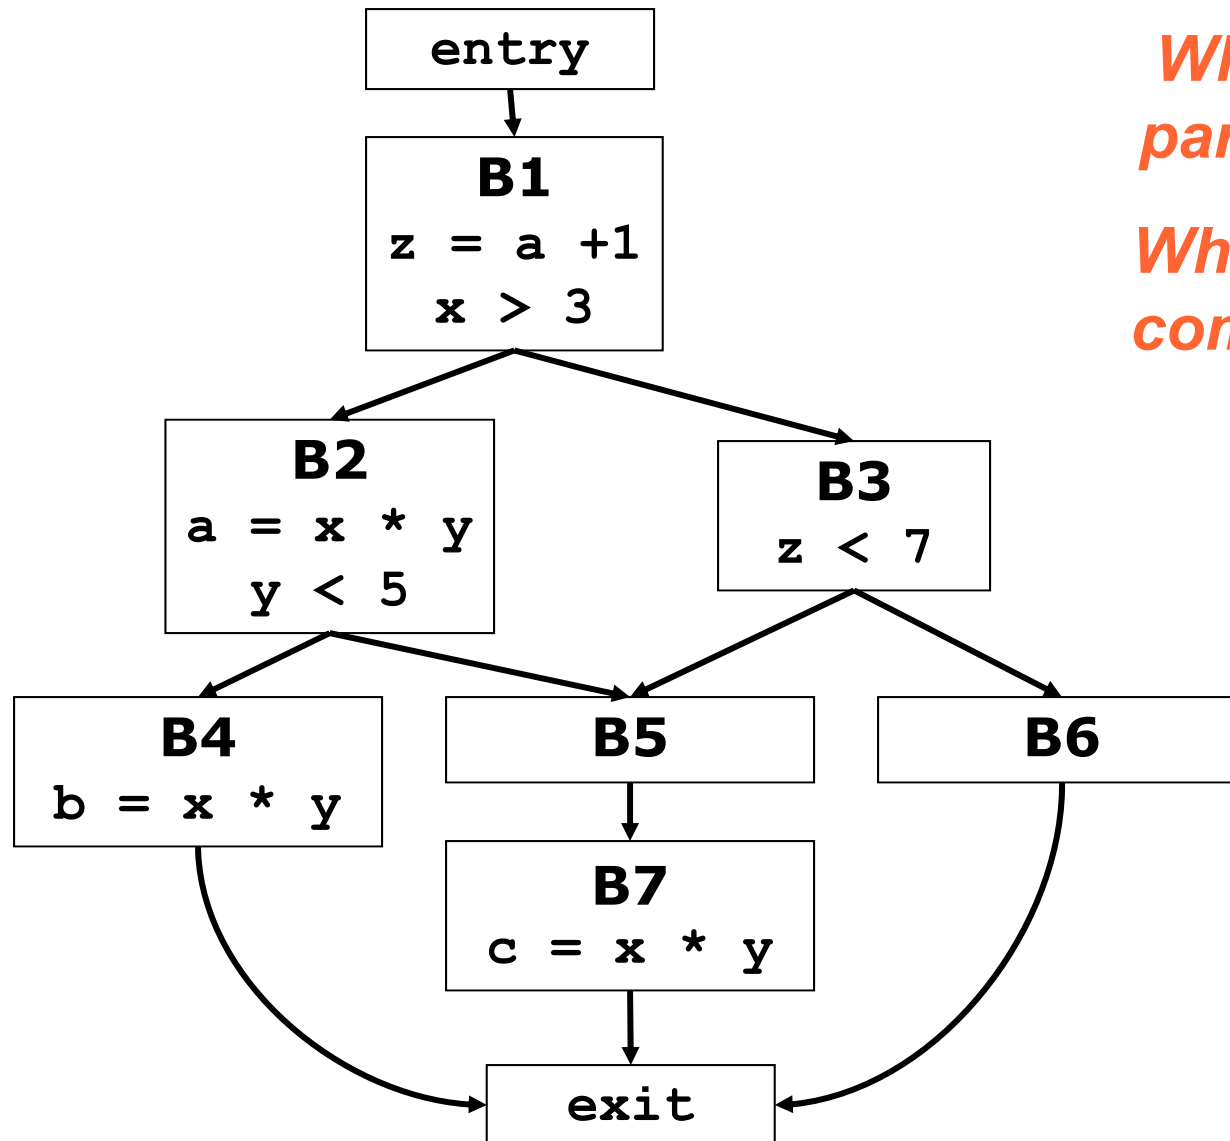 entry
B1
z = a +1
x > 3
B2
a = x * y
y < 5
B3
z < 7
B4
b = x * y
B5
B6
B7
c = x * y
exit